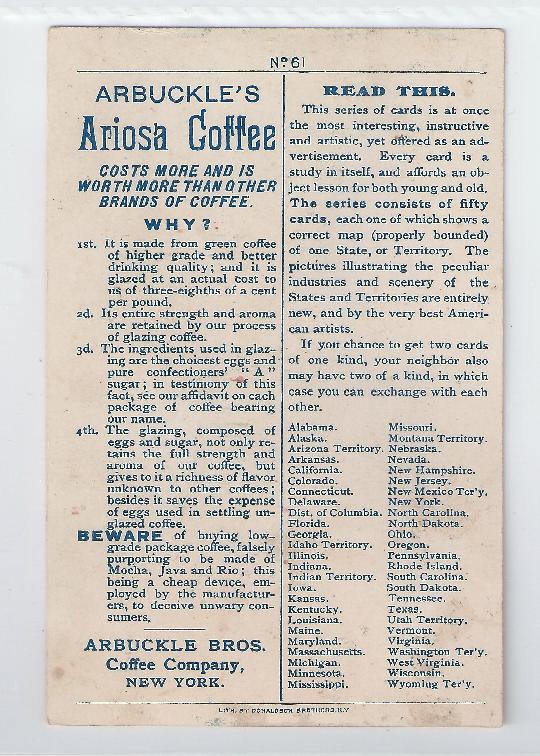 Nº 61
ARBUCKLE'S
Ariosa Coffee
COSTS MORE AND IS
WORTH MORE THAN OTHER
BRANDS OF COFFEE.
WHY?
1st. It is made from green coffee
of higher grade and better
drinking quality; and it is
glazed at an actual cost to
us of three-eighths of a cent
per pound.
2d. Its entire strength and aroma
are retained by our process
of glazing coffee.
3d. The ingredients used in glaz-
ing are the choicest eggs and
pure confectioners' "A"
sugar; in testimony of this
fact, see our affidavit on each
package of coffee bearing
our name.
4th. The glazing, composed of
eggs and sugar, not only re-
tains the full strength and
aroma of our coffee, but
gives to it a richness of flavor
unknown to other coffees;
besides it saves the expense
of eggs used in settling un-
glazed coffee.
BEWARE of buying low-
grade package coffee, falsely
purporting to be made of
Mocha, Java and Rio; this
being a cheap device, em-
ployed by the manufactur-
ers, to deceive unwary con-
sumers.
ARBUCKLE BROS.
Coffee Company,
NEW YORK.
READ THIS.
This series of cards is at once
the most interesting, instructive
and artistic, yet offered as an ad-
vertisement. Every card is a
study in itself, and affords an ob-
ject lesson for both young and old.
The series consists of fifty
cards, each one of which shows a
correct map (properly bounded)
of one State, or Territory. The
pictures illustrating the peculiar
industries and scenery of the
States and Territories are entirely
new, and by the very best Ameri-
can artists.
If you chance to get two cards
of one kind, your neighbor also
may have two of a kind, in which
case you can exchange with each
other.
Alabama.
Alaska.
Arizona Territory.
Arkansas.
California.
Colorado.
Connecticut.
Delaware.
Dist. of Columbia.
Florida.
Georgia.
Idaho Territory.
Illinois.
Indiana.
Indian Territory.
Iowa.
Kansas.
Kentucky.
Louisiana.
Maine.
Maryland.
Massachusetts.
Michigan.
Minnesota.
Mississippi.
Missouri.
Montana Territory.
Nebraska.
Nevada.
New Hampshire.
New Jersey.
New Mexico Ter'y.
New York.
North Carolina.
North Dakota.
Ohio.
Oregon.
Pennsylvania.
Rhode Island.
South Carolina.
South Dakota.
Tennessee.
Texas.
Utah Territory.
Vermont.
Virginia.
Washington Ter'y.
West Virginia.
Wisconsin.
Wyoming Ter'y.
LITH. BY DONALDSON BROTHERS. N.Y.